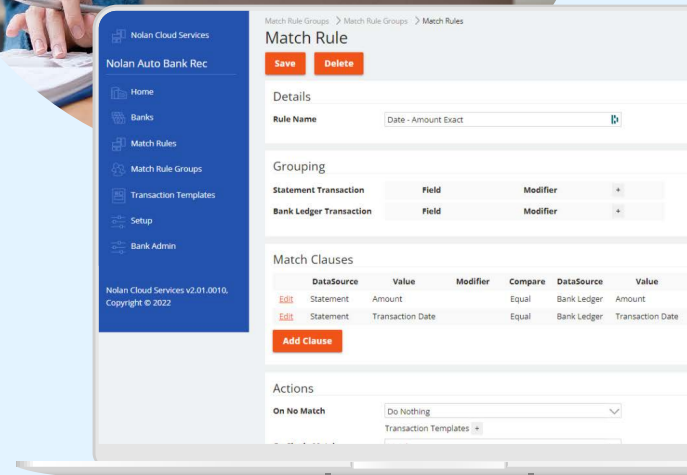 Nolan Cloud Services
Nolan Auto Bank Rec
Home
Banks
Match Rules
Match Rule Groups
Transaction Templates
Setup
Bank Admin
Nolan Cloud Services v2.01.0010,
Copyright © 2022
Match Rule Groups > Match Rule Groups > Match Rules
Match Rule
Save Delete
Details
Rule Name Date - Amount Exact
Grouping
Statement Transaction Field Modifier +
Bank Ledger Transaction Field Modifier +
Match Clauses
DataSource Value Modifier Compare DataSource Value
Edit Statement Amount Equal Bank Ledger Amount
Edit Statement Transaction Date Equal Bank Ledger Transaction Date
Add Clause
Actions
On No Match Do Nothing
Transaction Templates +